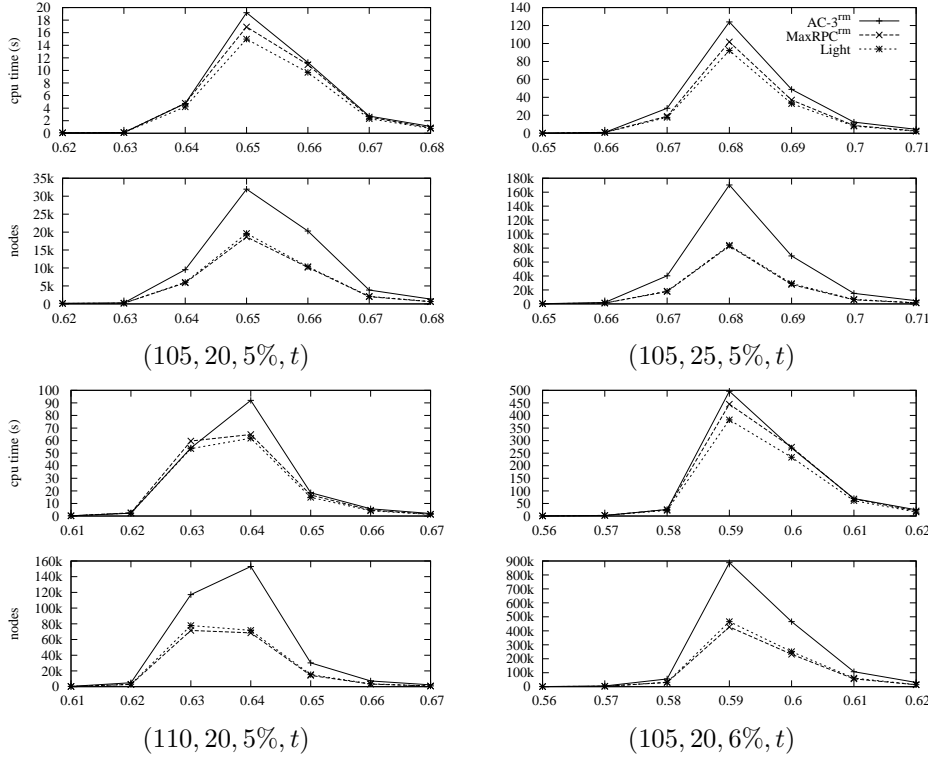 cpu time (s)
20
18
16
14
12
10
8
6
4
2
0
0.62 0.63 0.64 0.65 0.66 0.67 0.68
nodes
35k
30k
25k
20k
15k
10k
5k
0
0.62 0.63 0.64 0.65 0.66 0.67 0.68
(105, 20, 5%, t)
140
120
100
80
60
40
20
0
0.65 0.66 0.67 0.68 0.69 0.7 0.71
AC-3rm
MaxRPCrm
Light
180k
160k
140k
120k
100k
80k
60k
40k
20k
0
0.65 0.66 0.67 0.68 0.69 0.7 0.71
(105, 25, 5%, t)
cpu time (s)
100
90
80
70
60
50
40
30
20
10
0
0.61 0.62 0.63 0.64 0.65 0.66 0.67
nodes
160k
140k
120k
100k
80k
60k
40k
20k
0
0.61 0.62 0.63 0.64 0.65 0.66 0.67
(110, 20, 5%, t)
500
450
400
350
300
250
200
150
100
50
0
0.56 0.57 0.58 0.59 0.6 0.61 0.62
900k
800k
700k
600k
500k
400k
300k
200k
100k
0
0.56 0.57 0.58 0.59 0.6 0.61 0.62
(105, 20, 6%, t)